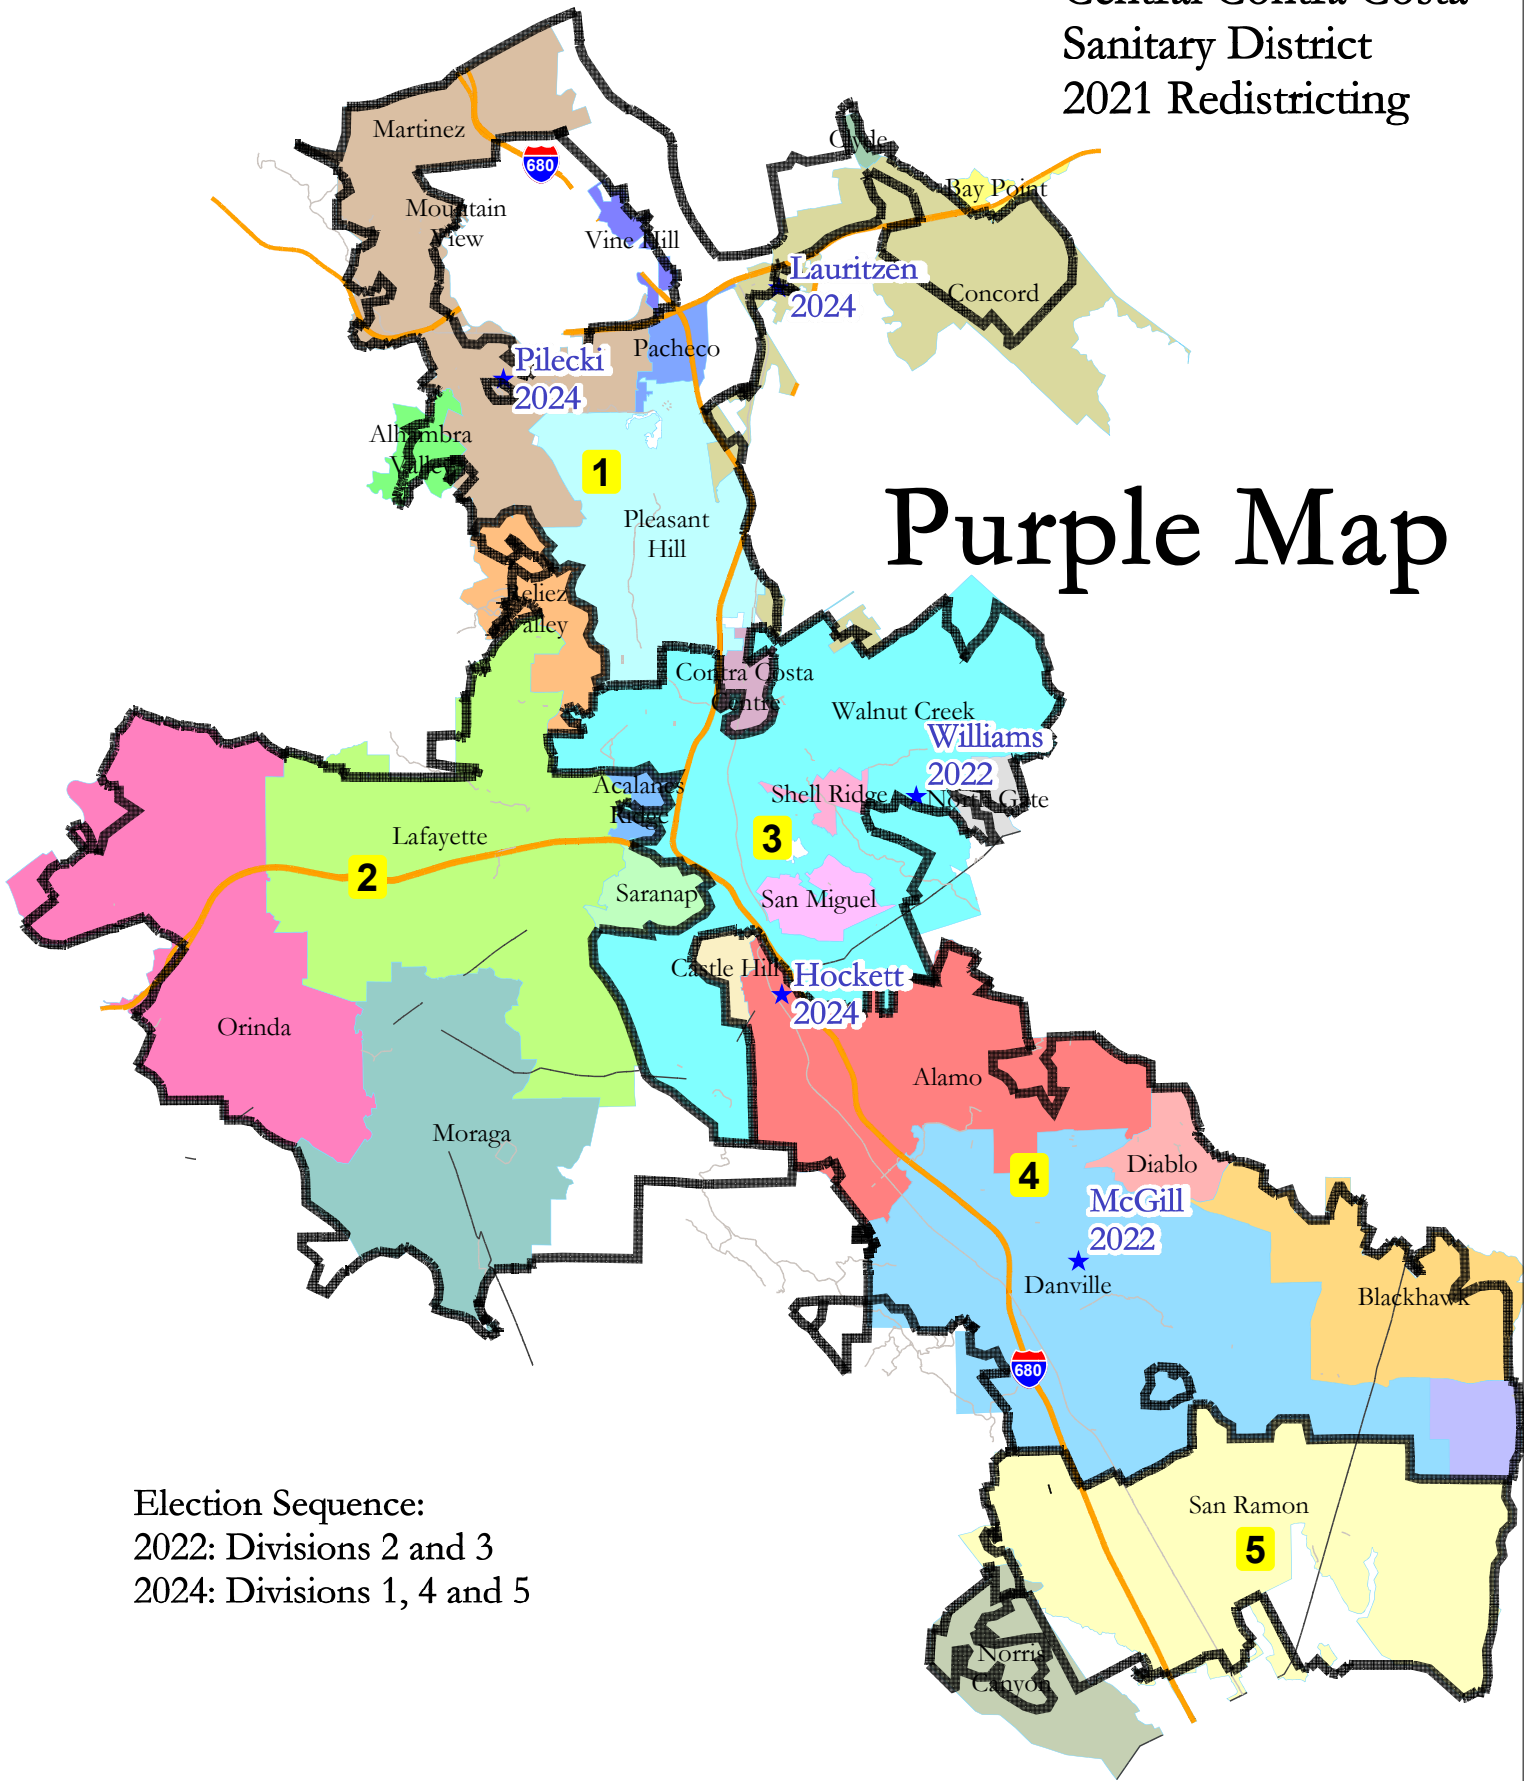 Central Contra Costa
Sanitary District
2021 Redistricting
Martinez
680
Clyde
Bay Point
Mountain
View
Vine Hill
Lauritzen
2024
Concord
Pacheco
Pilecki
2024
Alhambra
Valley
1
Purple Map
Pleasant
Hill
Reliez
Valley
Contra Costa
Centre
Walnut Creek
Williams
2022
Acalanes
Ridge
Shell Ridge
North Gate
Lafayette
3
2
Saranap
San Miguel
Castle Hill
Hockett
2024
Orinda
Alamo
Moraga
Diablo
4
McGill
2022
Danville
Blackhawk
680
Election Sequence:
2022: Divisions 2 and 3
2024: Divisions 1, 4 and 5
San Ramon
5
Norris
Canyon